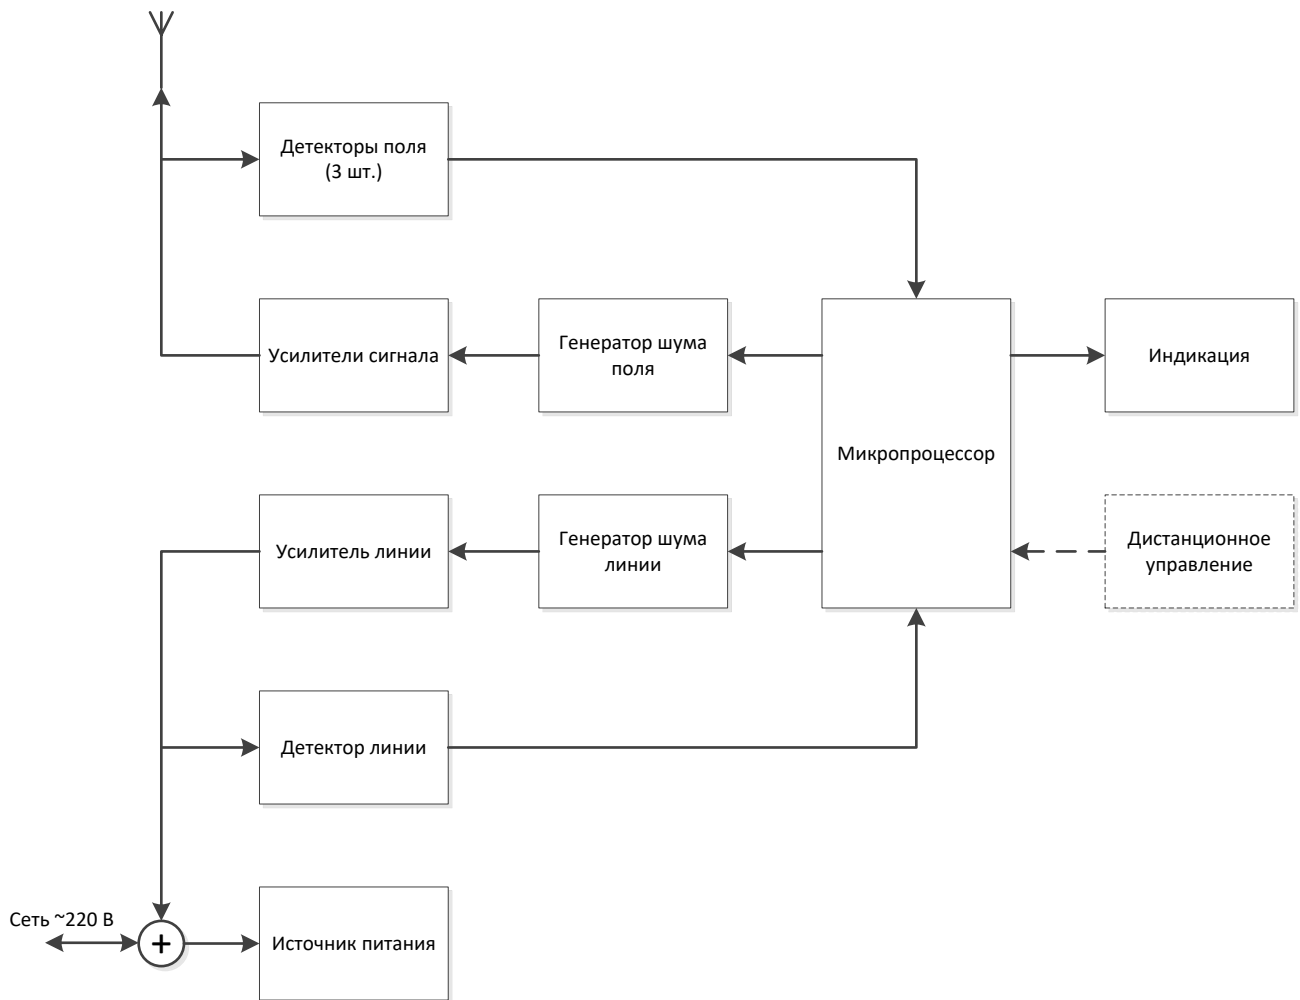 Детекторы поля
(3 шт.)
Усилители сигнала
Генератор шума
поля
Индикация
Микропроцессор
Усилитель линии
Генератор шума
линии
Дистанционное
управление
Детектор линии
Сеть ~220 В
+
Источник питания